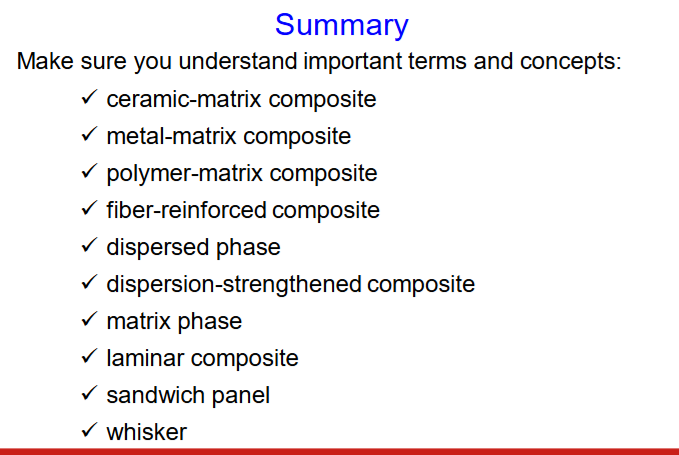 Summary
Make sure you understand important terms and concepts:
✓ ceramic-matrix composite
✓ metal-matrix composite
✓ polymer-matrix composite
✓ fiber-reinforced composite
✓ dispersed phase
✓ dispersion-strengthened composite
✓ matrix phase
✓ laminar composite
✓ sandwich panel
✓ whisker